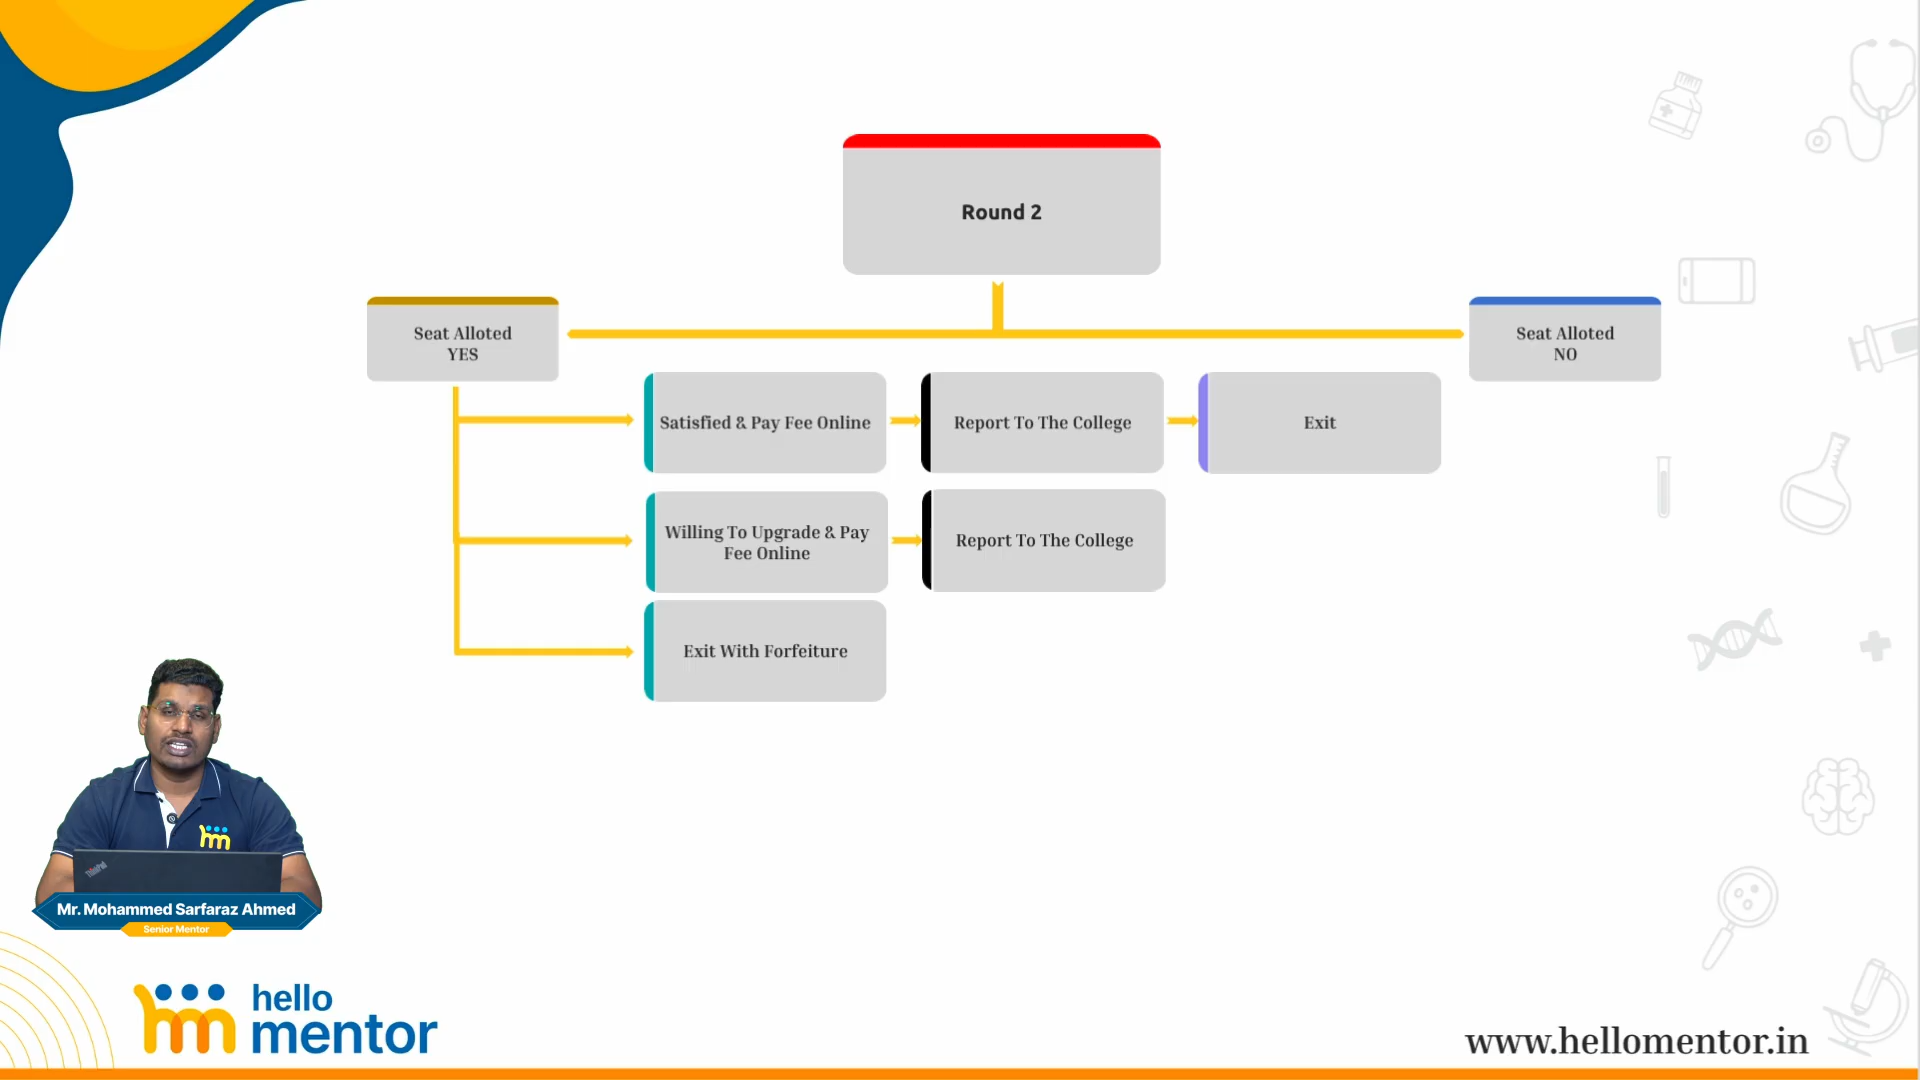 Round 2
Seat Alloted
YES
Seat Alloted
NO
Satisfied & Pay Fee Online
Report To The College
Exit
Willing To Upgrade & Pay
Fee Online
Report To The College
Exit With Forfeiture
hm
ThinkPad
Mr. Mohammed Sarfaraz Ahmed
Senior Mentor
hello
mentor
www.hellomentor.in